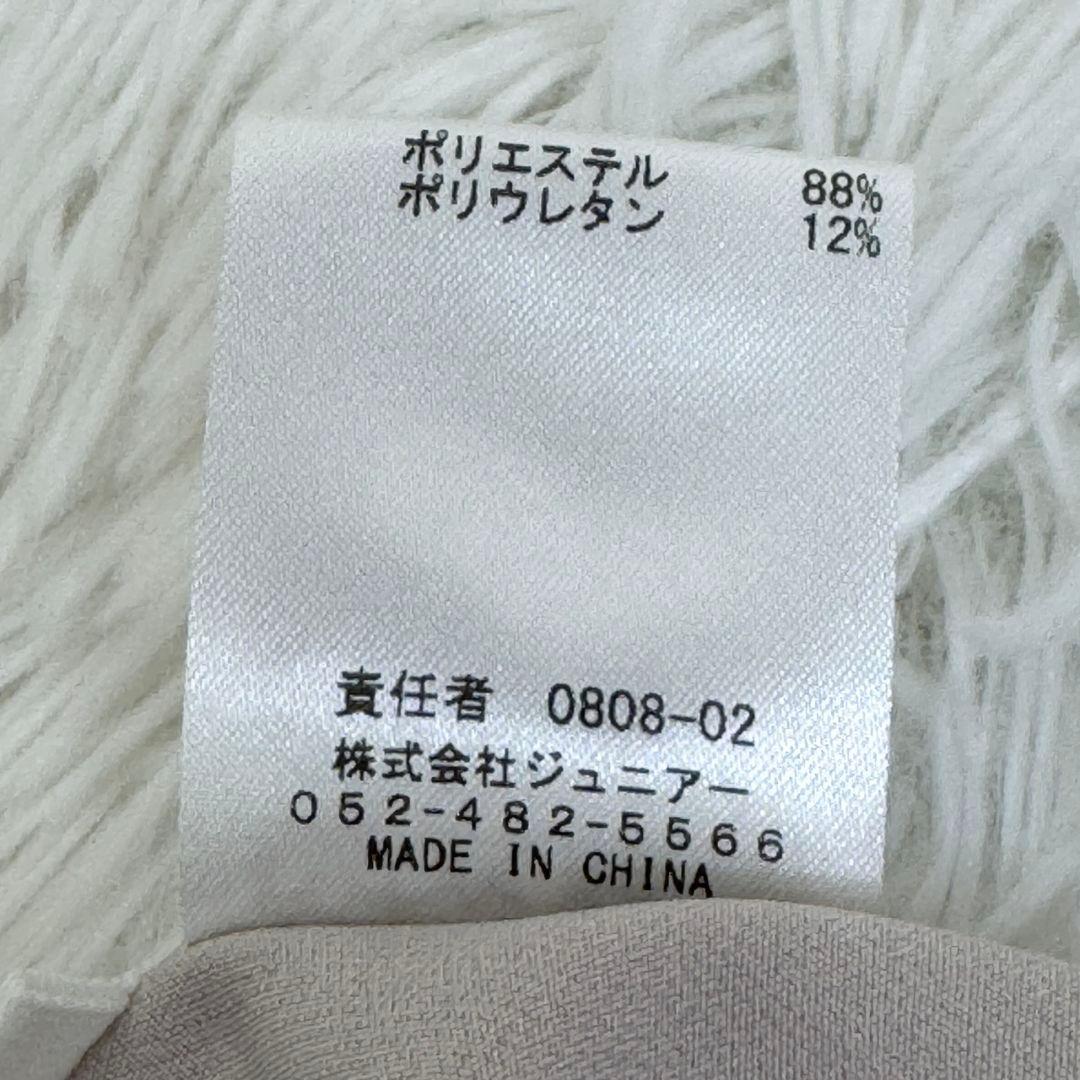 ポリエステル 88%
ポリウレタン 12%
責任者 0808-02
株式会社ジュニアー
052-482-5566
MADE IN CHINA